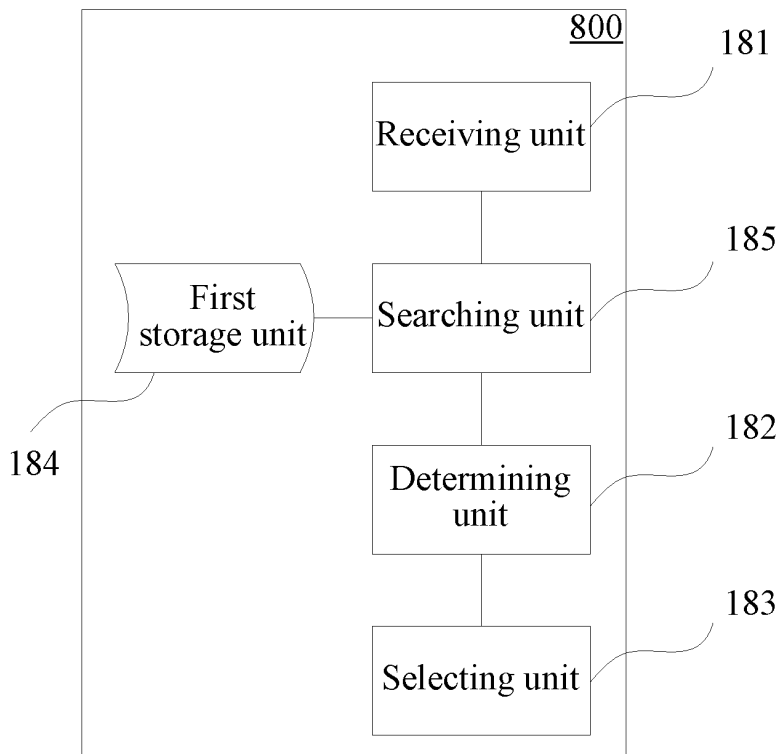 800
181
Receiving unit
185
First
storage unit
Searching unit
184
182
Determining
unit
183
Selecting unit